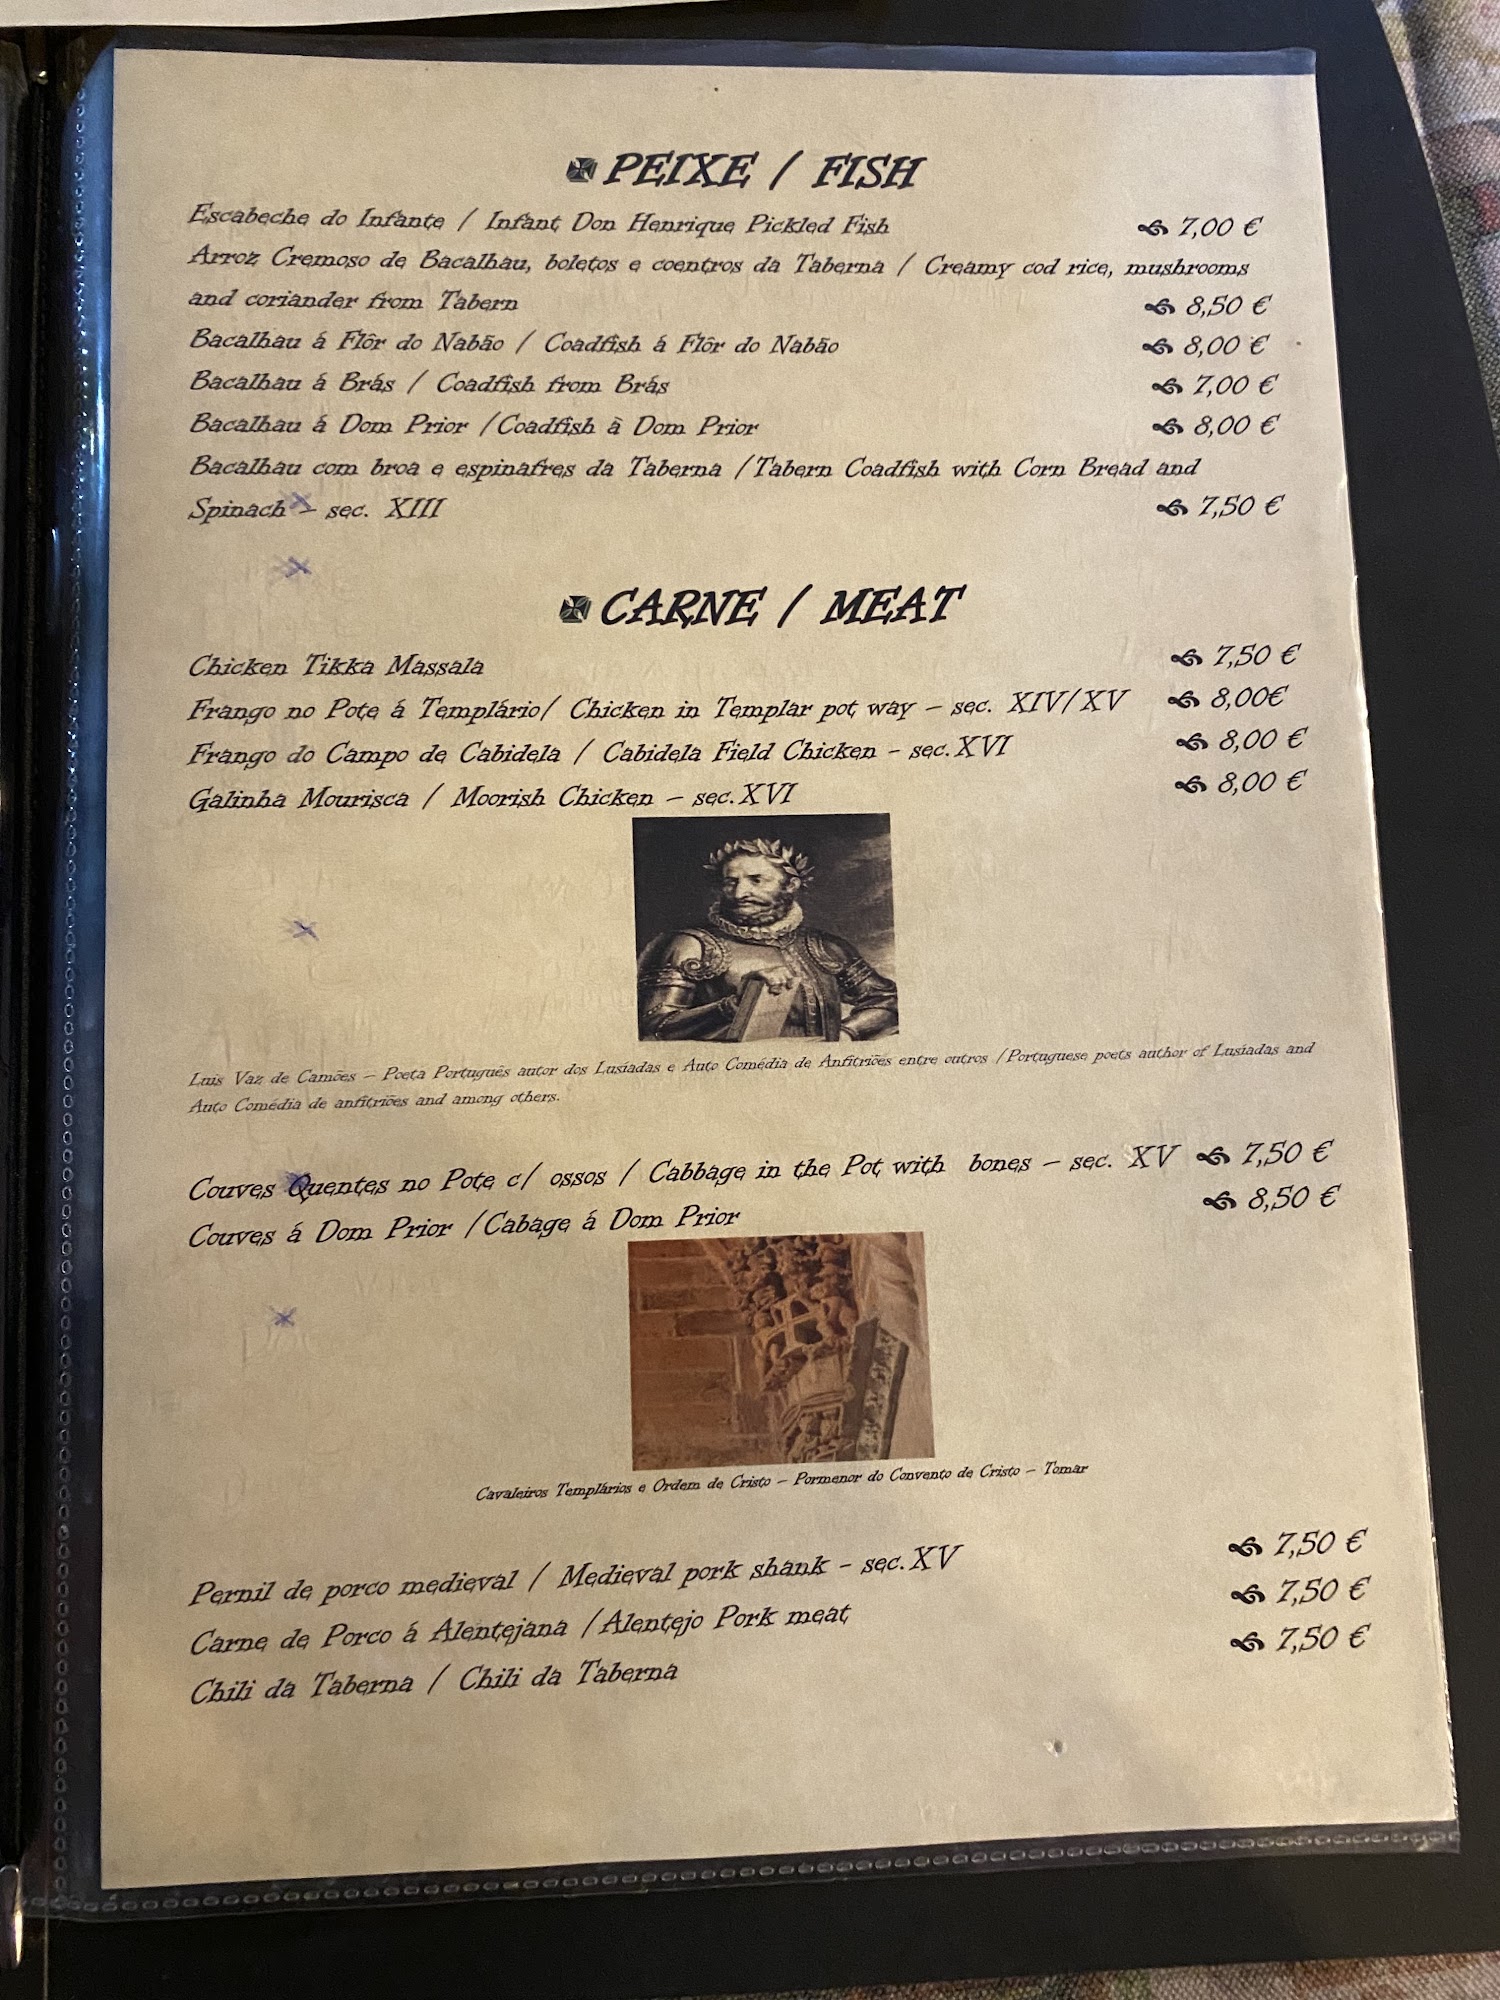 PEIXE / FISH
Escabeche do Infante / Infant Don Henrique Pickled Fish 7,00 €
Arroz Cremoso de Bacalhau, boletos e coentros da Taberna / Creamy cod rice, mushrooms
and coriander from Tabern 8,50 €
Bacalhau á Flôr do Nabão / Coadfish á Flôr do Nabão 8,00 €
Bacalhau á Brás / Coadfish from Brás 7,00 €
Bacalhau á Dom Prior /Coadfish à Dom Prior 8,00 €
Bacalhau com broa e espinafres da Taberna /Tabern Coadfish with Corn Bread and
Spinach – sec. XIII 7,50 €
CARNE / MEAT
Chicken Tikka Massala 7,50 €
Frango no Pote á Templário/ Chicken in Templar pot way – sec. XIV/XV 8,00€
Frango do Campo de Cabidela / Cabidela Field Chicken – sec.XVI 8,00 €
Galinha Mourisca / Moorish Chicken – sec.XVI 8,00 €
Luis Vaz de Camões – Poeta Português autor dos Lusíadas e Auto Comédia de Anfitriões entre outros /Portuguese poets author of Lusíadas and
Auto Comédia de anfitriões and among others.
Couves Quentes no Pote c/ ossos / Cabbage in the Pot with bones – sec. XV 7,50 €
Couves á Dom Prior /Cabage á Dom Prior 8,50 €
Cavaleiros Templários e Ordem de Cristo – Pormenor do Convento de Cristo – Tomar
Pernil de porco medieval / Medieval pork shank – sec.XV 7,50 €
Carne de Porco á Alentejana /Alentejo Pork meat 7,50 €
Chili da Taberna / Chili da Taberna 7,50 €